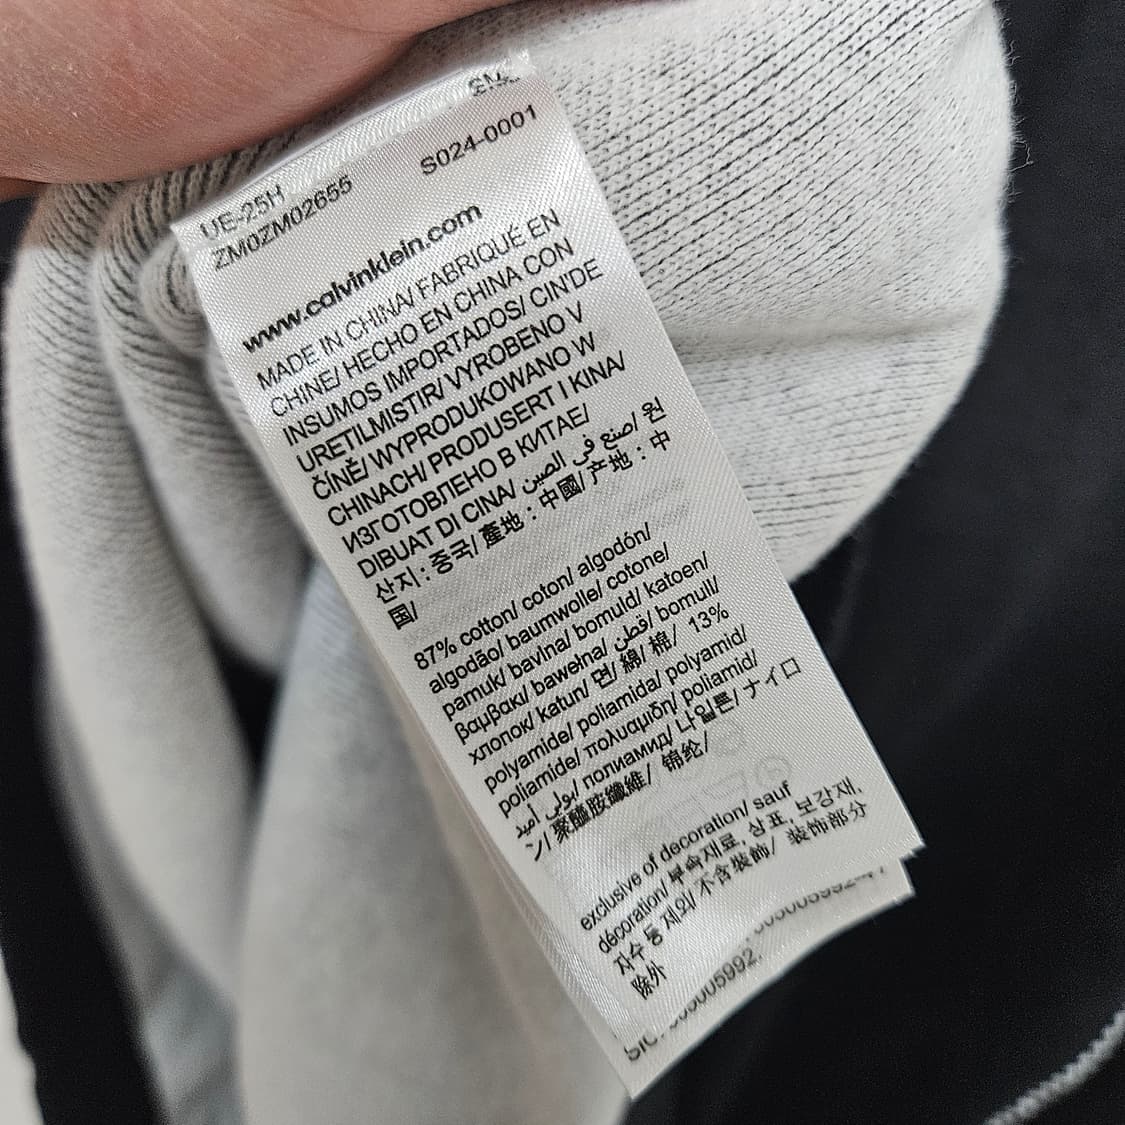 UE-25H
ZM0ZM02655
S024-0001
www.calvinklein.com
MADE IN CHINA/ FABRIQUÉ EN
CHINE/ HECHO EN CHINA CON
INSUMOS IMPORTADOS/ CIN'DE
URETILMISTIR/ VYROBENO V
ČÍNĚ/ WYPRODUKOWANO W
CHINACH/ PRODUSERT I KINA/
ИЗГОТОВЛЕНО В КИТАЕ/
DIBUAT DI CINA/ صنع في الصين/ 원
산지 : 중국/ 產地 : 中國/ 产地 : 中
国/
87% cotton/ coton/ algodón/
algodão/ baumwolle/ cotone/
pamuk/ bavlna/ bomuld/ katoen/
βαμβακι/ bawełna/ قطن/ bomull/
хлопок/ katun/ 면/ 綿/ 棉/ 13%
polyamide/ poliamida/ polyamid/
poliamide/ πολυαμιδη/ poliamid/
بولي أميد/ полиамид/ 나일론/ ナイロ
ン/ 聚醯胺纖維/ 锦纶/
exclusive of decoration/ sauf
décoration/ 부속재료, 상표, 보강재,
자수 등 제외/ 不含裝飾/ 装饰部分
除外